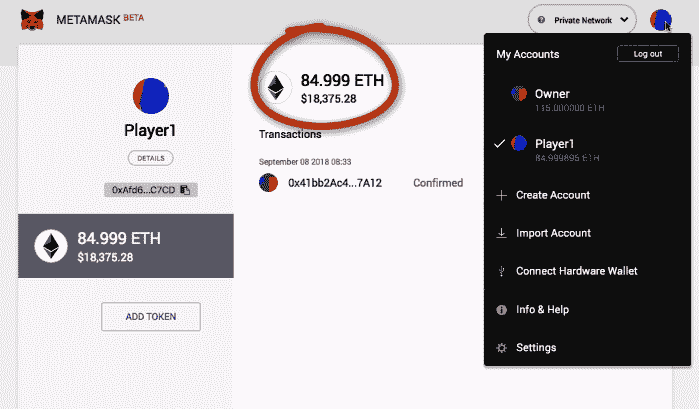 METAMASK BETA
Private Network
Player1
DETAILS
0xAfd6...C7CD
84.999 ETH
$18,375.28
ADD TOKEN
84.999 ETH
$18,375.28
Transactions
September 08 2018 08:33
0x41bb2Ac4...7A12 Confirmed
My Accounts Log out
Owner
115.000000 ETH
Player1
84.999895 ETH
Create Account
Import Account
Connect Hardware Wallet
Info & Help
Settings